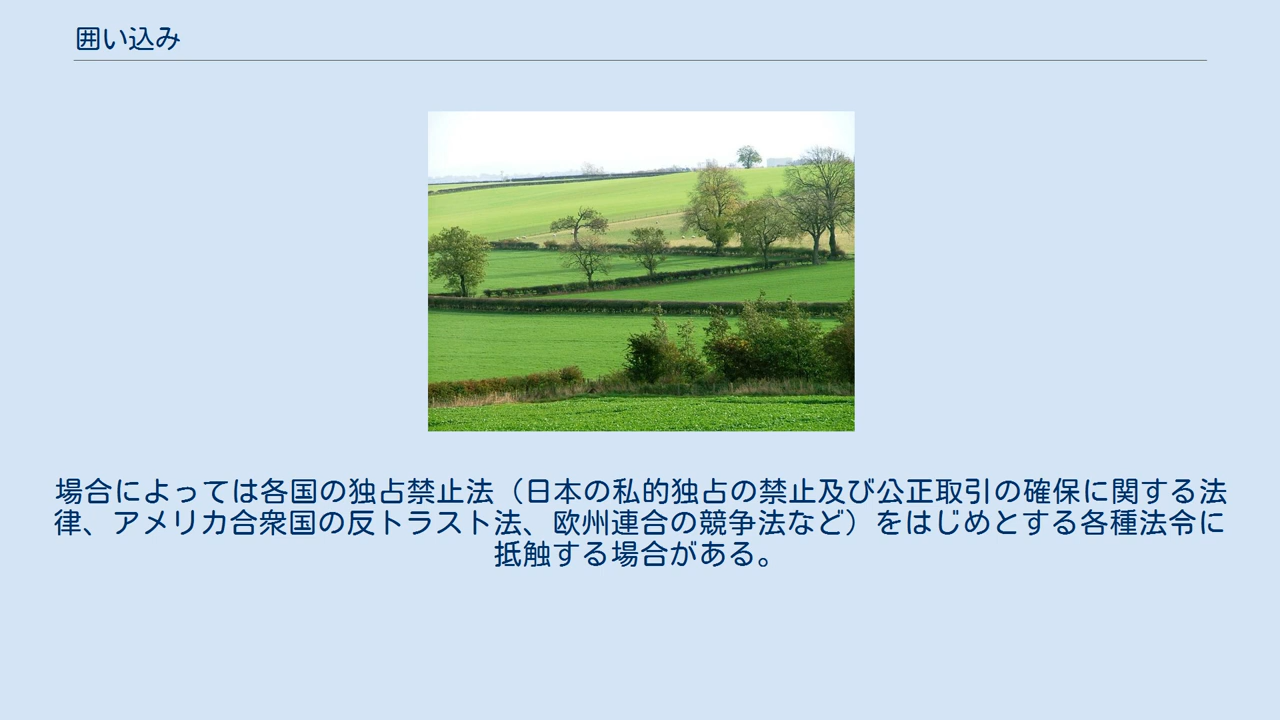 囲い込み
場合によっては各国の独占禁止法（日本の私的独占の禁止及び公正取引の確保に関する法
律、アメリカ合衆国の反トラスト法、欧州連合の競争法など）をはじめとする各種法令に
抵触する場合がある。